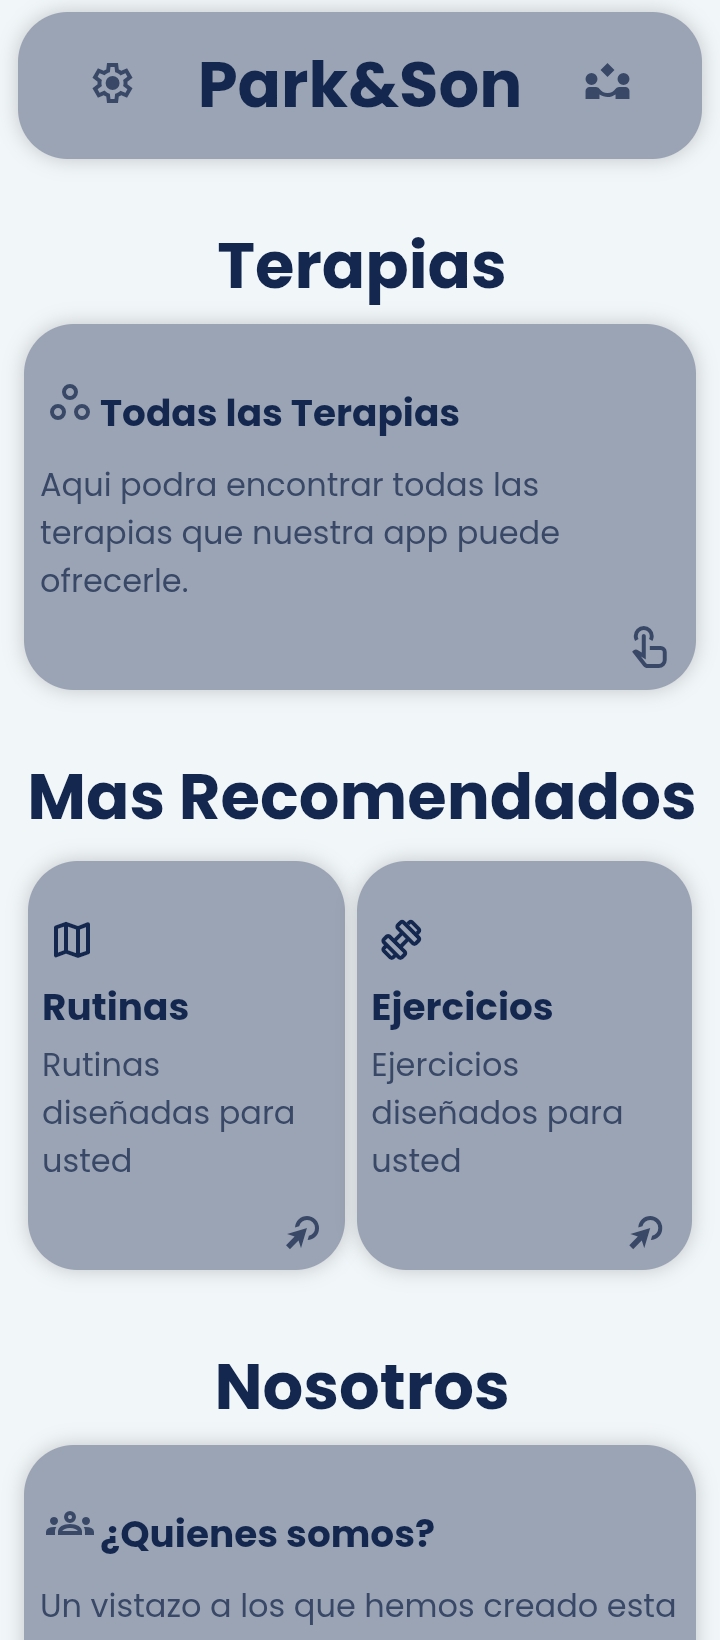 Park&Son
Terapias
Todas las Terapias
Aqui podra encontrar todas las
terapias que nuestra app puede
ofrecerle.
Mas Recomendados
Rutinas
Rutinas
diseñadas para
usted
Ejercicios
Ejercicios
diseñados para
usted
Nosotros
¿Quienes somos?
Un vistazo a los que hemos creado esta